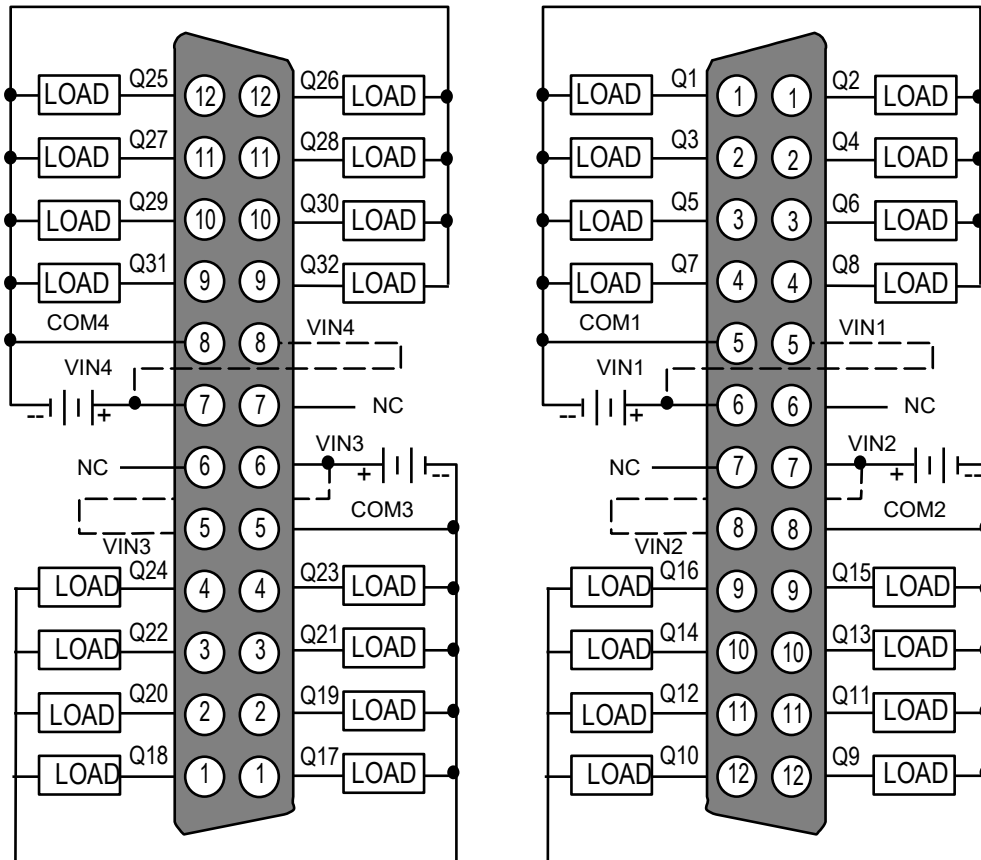 Q25 12 12 Q26 Q1 1 1 Q2
LOAD LOAD LOAD LOAD
Q27 11 11 Q28 Q3 2 2 Q4
LOAD LOAD LOAD LOAD
Q29 10 10 Q30 Q5 3 3 Q6
LOAD LOAD LOAD LOAD
Q31 9 9 Q32 Q7 4 4 Q8
LOAD LOAD LOAD LOAD
COM4 8 8 VIN4 COM1 5 5 VIN1
VIN4 VIN1
-- + 7 7 NC -- + 6 6 NC
NC 6 6 VIN3 + -- NC 7 7 VIN2 + --
COM3 COM2
VIN3 5 5 VIN2 8 8
Q24 4 4 Q23 Q16 9 9 Q15
LOAD LOAD LOAD LOAD
Q22 3 3 Q21 Q14 10 10 Q13
LOAD LOAD LOAD LOAD
Q20 2 2 Q19 Q12 11 11 Q11
LOAD LOAD LOAD LOAD
Q18 1 1 Q17 Q10 12 12 Q9
LOAD LOAD LOAD LOAD